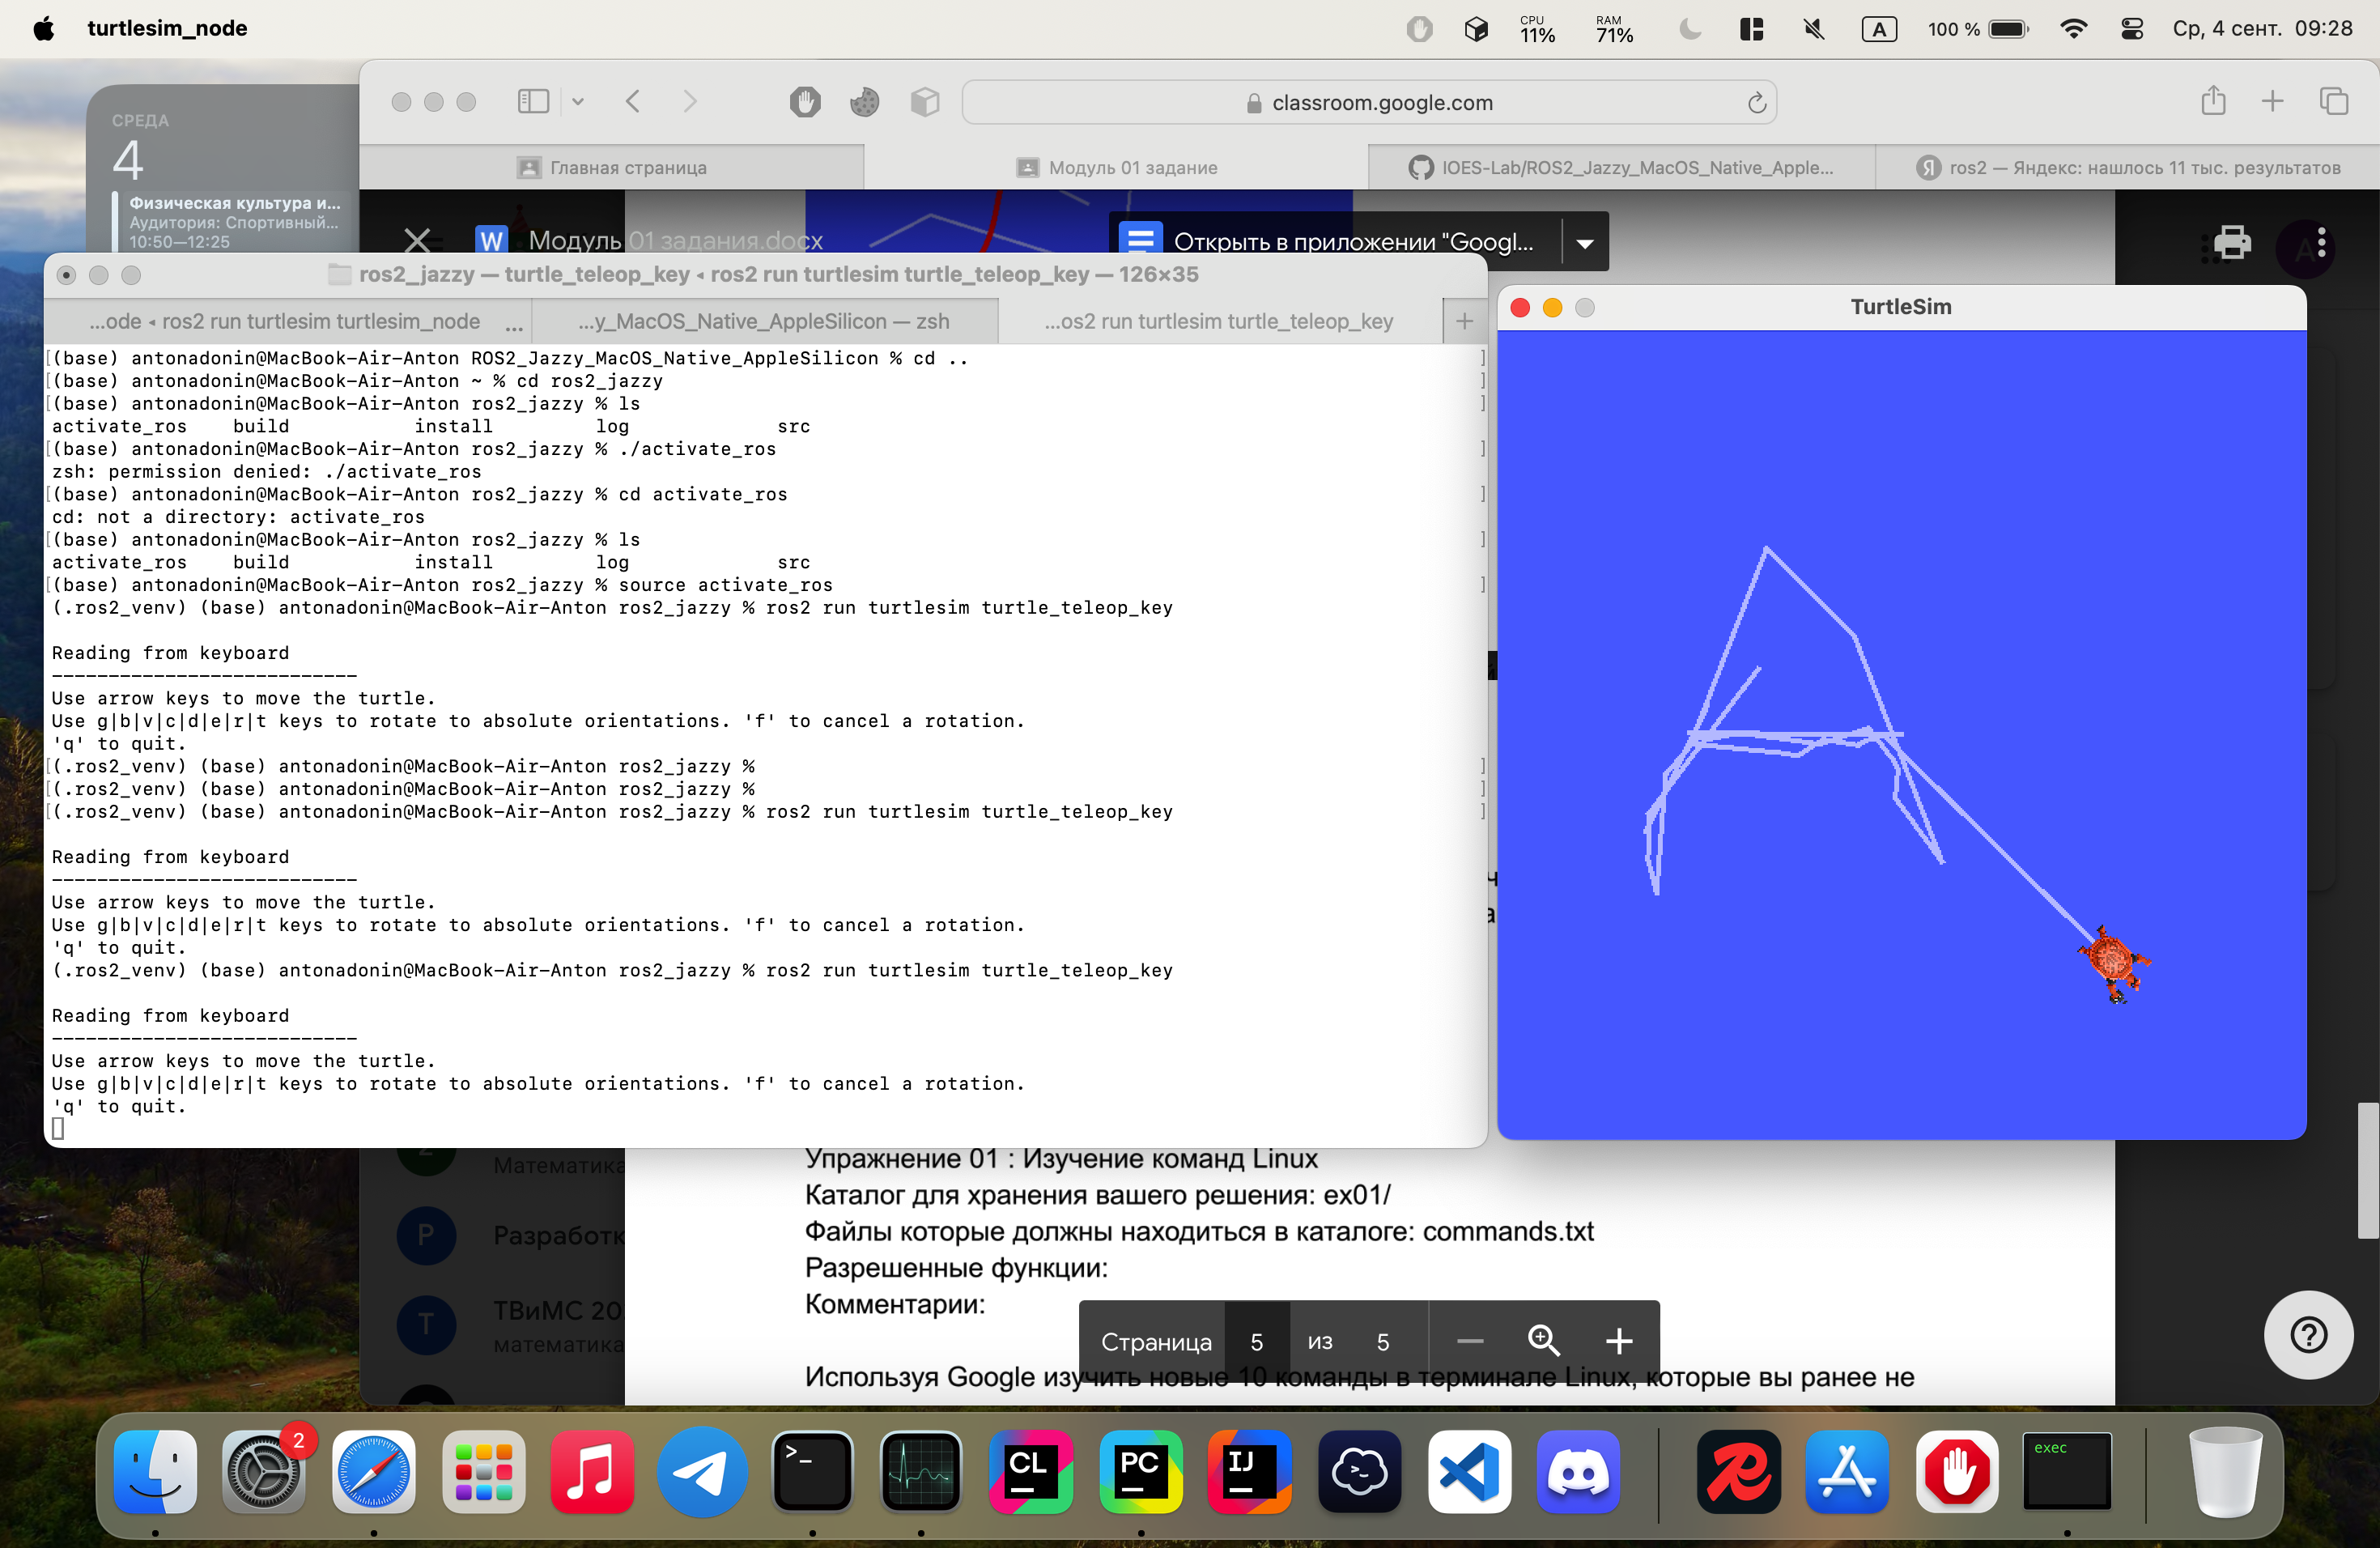 turtlesim_node
CPU
11%
RAM
71%
A
100 %
Ср, 4 сент. 09:28
СРЕДА
4
Физическая культура и...
Аудитория: Спортивный...
10:50—12:25
classroom.google.com
Главная страница
Модуль 01 задание
IOES-Lab/ROS2_Jazzy_MacOS_Native_Apple...
Я
ros2 — Яндекс: нашлось 11 тыс. результатов
W
Модуль 01 задания.docx
Открыть в приложении "Googl...
ros2_jazzy — turtle_teleop_key ◂ ros2 run turtlesim turtle_teleop_key — 126×35
...ode ◂ ros2 run turtlesim turtlesim_node ...
...y_MacOS_Native_AppleSilicon — zsh
...os2 run turtlesim turtle_teleop_key
[(base) antonadonin@MacBook-Air-Anton ROS2_Jazzy_MacOS_Native_AppleSilicon % cd .. ]
[(base) antonadonin@MacBook-Air-Anton ~ % cd ros2_jazzy ]
[(base) antonadonin@MacBook-Air-Anton ros2_jazzy % ls ]
activate_ros build install log src
[(base) antonadonin@MacBook-Air-Anton ros2_jazzy % ./activate_ros ]
zsh: permission denied: ./activate_ros
[(base) antonadonin@MacBook-Air-Anton ros2_jazzy % cd activate_ros ]
cd: not a directory: activate_ros
[(base) antonadonin@MacBook-Air-Anton ros2_jazzy % ls ]
activate_ros build install log src
[(base) antonadonin@MacBook-Air-Anton ros2_jazzy % source activate_ros ]
(.ros2_venv) (base) antonadonin@MacBook-Air-Anton ros2_jazzy % ros2 run turtlesim turtle_teleop_key
Reading from keyboard
---------------------------
Use arrow keys to move the turtle.
Use g|b|v|c|d|e|r|t keys to rotate to absolute orientations. 'f' to cancel a rotation.
'q' to quit.
[(.ros2_venv) (base) antonadonin@MacBook-Air-Anton ros2_jazzy % ]
[(.ros2_venv) (base) antonadonin@MacBook-Air-Anton ros2_jazzy % ]
[(.ros2_venv) (base) antonadonin@MacBook-Air-Anton ros2_jazzy % ros2 run turtlesim turtle_teleop_key ]
Reading from keyboard
---------------------------
Use arrow keys to move the turtle.
Use g|b|v|c|d|e|r|t keys to rotate to absolute orientations. 'f' to cancel a rotation.
'q' to quit.
(.ros2_venv) (base) antonadonin@MacBook-Air-Anton ros2_jazzy % ros2 run turtlesim turtle_teleop_key
Reading from keyboard
---------------------------
Use arrow keys to move the turtle.
Use g|b|v|c|d|e|r|t keys to rotate to absolute orientations. 'f' to cancel a rotation.
'q' to quit.
TurtleSim
Математика
Р
Разработк
Т
ТВиМС 20
математика
Упражнение 01 : Изучение команд Linux
Каталог для хранения вашего решения: ex01/
Файлы которые должны находиться в каталоге: commands.txt
Разрешенные функции:
Комментарии:
Страница 5 из 5
Используя Google изучить новые 10 команды в терминале Linux, которые вы ранее не
2
CL
PC
IJ
exec